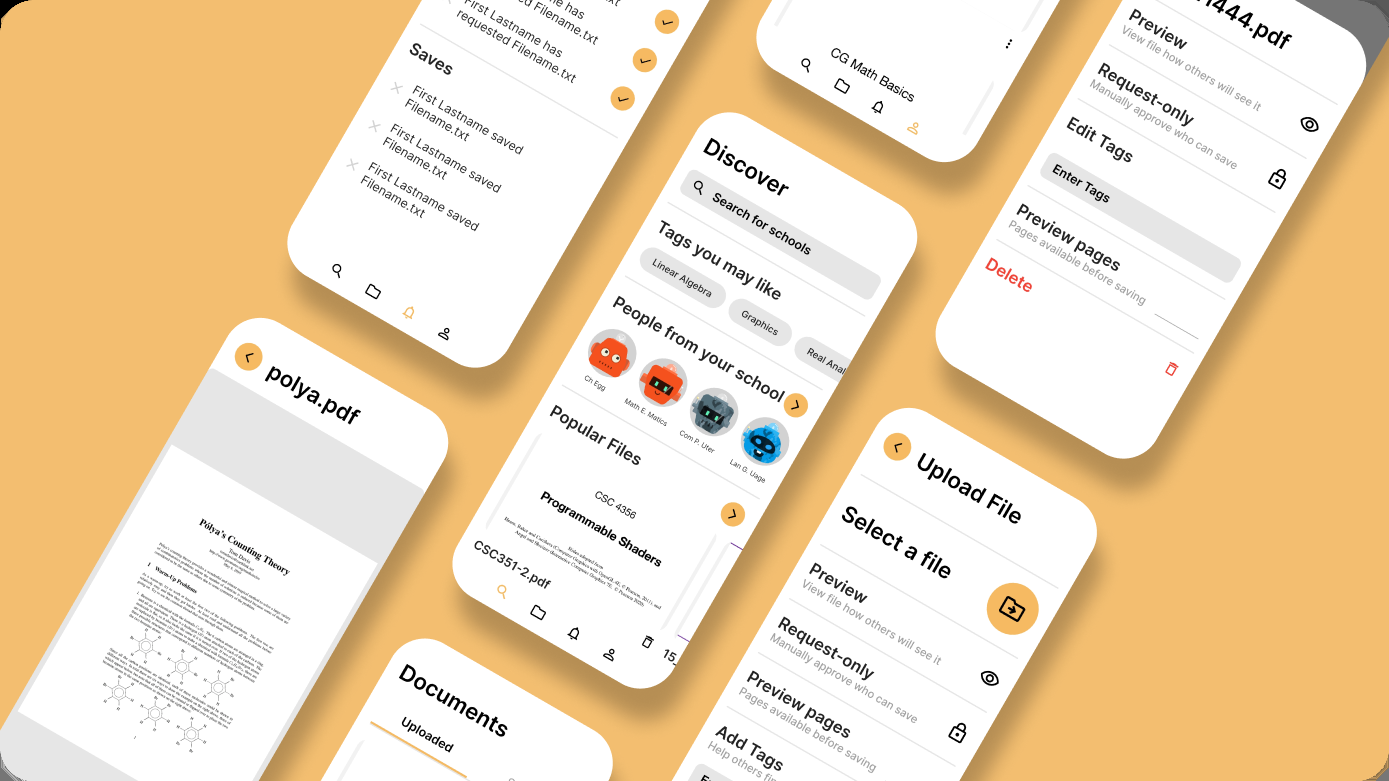 has
requested Filename.txt
First Lastname has
requested Filename.txt
Saves
First Lastname saved
Filename.txt
First Lastname saved
Filename.txt
First Lastname saved
Filename.txt
CG Math Basics
444.pdf
Preview
View file how others will see it
Request-only
Manually approve who can save
Edit Tags
Enter Tags
Preview pages
Pages available before saving
Delete
polya.pdf
Pólya's Counting Theory
Tom Davis
1 Warm-Up Problems
Discover
Search for schools
Tags you may like
Linear Algebra
Graphics
Real Anal
People from your school
Ch Egg
Math E. Matics
Com P. Uter
Lan G. Uage
Popular Files
CSC 4356
Programmable Shaders
CSC351-2.pdf
15_
Documents
Uploaded
Upload File
Select a file
Preview
View file how others will see it
Request-only
Manually approve who can save
Preview pages
Pages available before saving
Add Tags
Help others fin